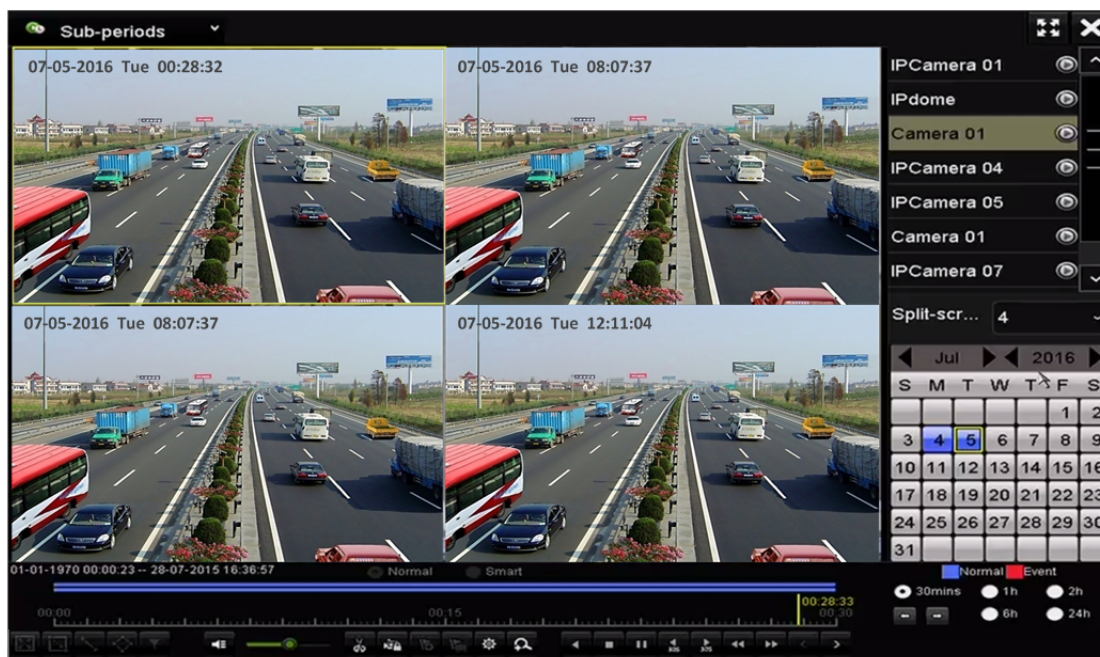 Sub-periods
07-05-2016 Tue 00:28:32
07-05-2016 Tue 08:07:37
07-05-2016 Tue 08:07:37
07-05-2016 Tue 12:11:04
IPCamera 01
IPdome
Camera 01
IPCamera 04
IPCamera 05
Camera 01
IPCamera 07
Split-scr... 4
Jul 2016
S M T W T F S
1 2
3 4 5 6 7 8 9
10 11 12 13 14 15 16
17 18 19 20 21 22 23
24 25 26 27 28 29 30
31
Normal Event
30mins 1h 2h
6h 24h
01-01-1970 00:00:23 -- 28-07-2015 16:36:57
Normal Smart
00:28:33
00:00 00:15 00:30
30s 30s